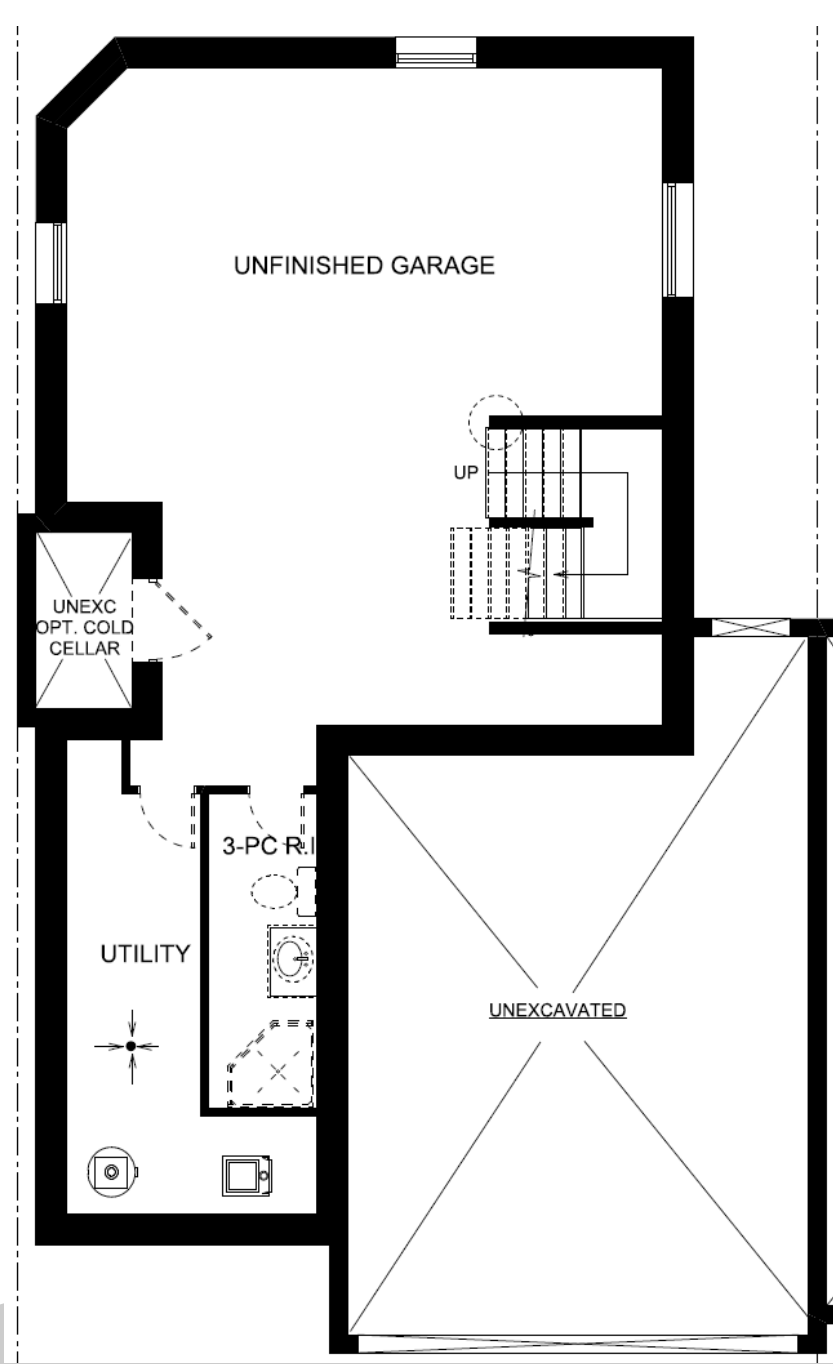 UNFINISHED GARAGE
UP
UNEXC
OPT. COLD
CELLAR
3-PC R.I
UTILITY
UNEXCAVATED